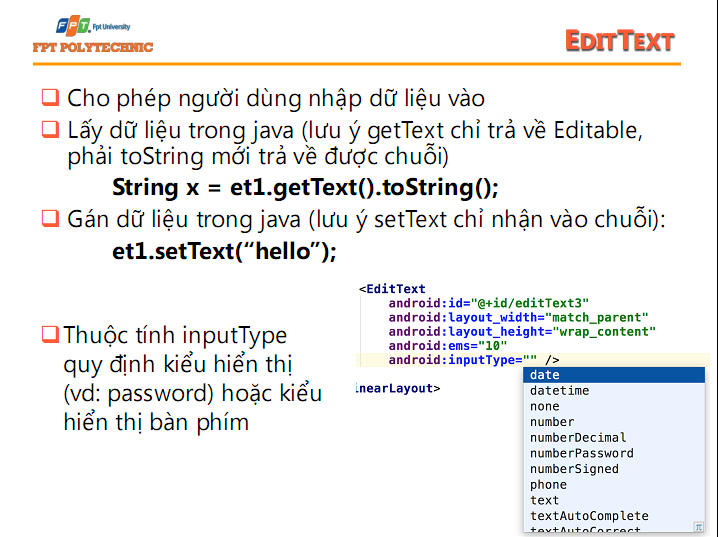 FPT. Fpt University
FPT POLYTECHNIC
EDITTEXT
Cho phép người dùng nhập dữ liệu vào
Lấy dữ liệu trong java (lưu ý getText chỉ trả về Editable,
phải toString mới trả về được chuỗi)
String x = et1.getText().toString();
Gán dữ liệu trong java (lưu ý setText chỉ nhận vào chuỗi):
et1.setText(“hello”);
Thuộc tính inputType
quy định kiểu hiển thị
(vd: password) hoặc kiểu
hiển thị bàn phím
<EditText
android:id="@+id/editText3"
android:layout_width="match_parent"
android:layout_height="wrap_content"
android:ems="10"
android:inputType="" />
inearLayout>
date
datetime
none
number
numberDecimal
numberPassword
numberSigned
phone
text
textAutoComplete
textAutoCorrect
π